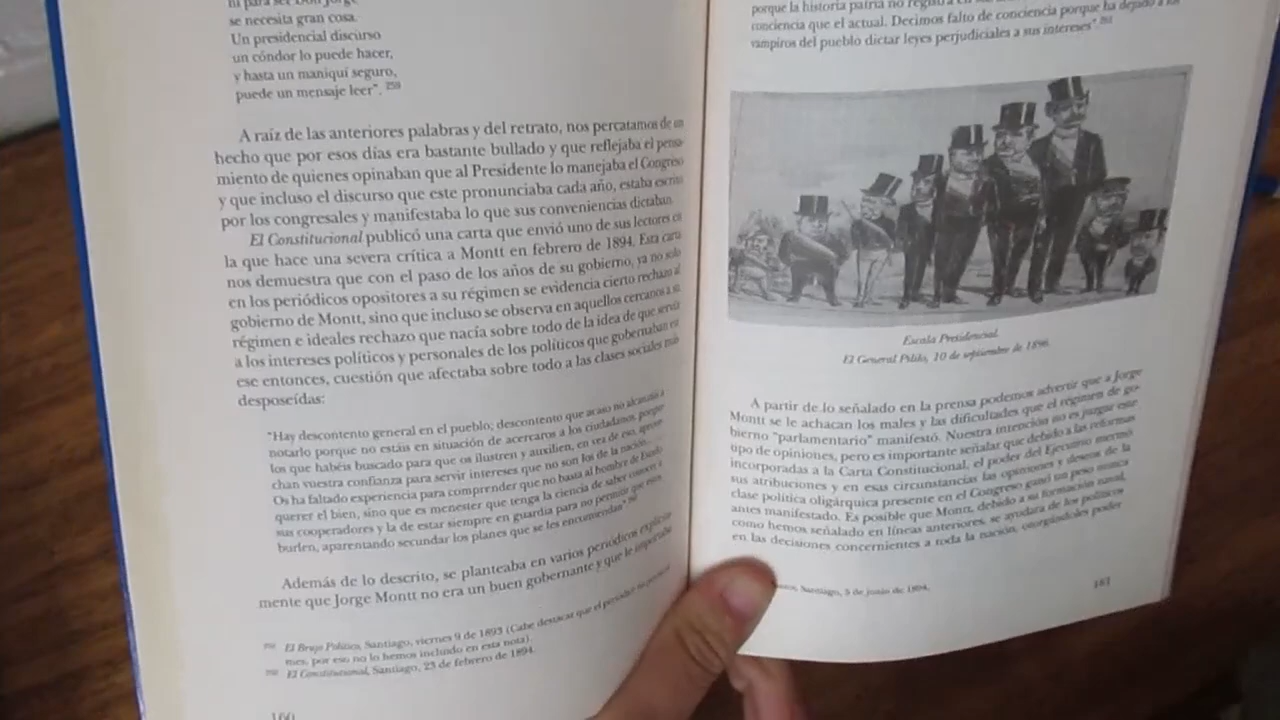 se necesita gran cosa.
Un presidencial discurso
un cóndor lo puede hacer,
y hasta un maniquí seguro,
puede un mensaje leer". 259
A raíz de las anteriores palabras y del retrato, nos percatamos de un
hecho que por esos días era bastante bullado y que reflejaba el pensa-
miento de quienes opinaban que al Presidente lo manejaba el Congreso
y que incluso el discurso que este pronunciaba cada año, estaba escrito
por los congresales y manifestaba lo que sus conveniencias dictaban.
El Constitucional publicó una carta que envió uno de sus lectores en
la que hace una severa crítica a Montt en febrero de 1894. Esta carta
nos demuestra que con el paso de los años de su gobierno, ya no solo
en los periódicos opositores a su régimen se evidencia cierto rechazo al
gobierno de Montt, sino que incluso se observa en aquellos cercanos a su
régimen e ideales rechazo que nacía sobre todo de la idea de que servía
a los intereses políticos y personales de los políticos que gobernaban en
ese entonces, cuestión que afectaba sobre todo a las clases sociales más
desposeídas:
"Hay descontento general en el pueblo; descontento que acaso no alcanzáis a
notarlo porque no estáis en situación de acercaros a los ciudadanos, porque
los que habéis buscado para que os ilustren y auxilien, en vez de eso, aprove-
chan vuestra confianza para servir intereses que no son los de la nación...
Os ha faltado experiencia para comprender que no basta al hombre de Estado
querer el bien, sino que es menester que tenga la ciencia de saber conocer a
sus cooperadores y la de estar siempre en guardia para no permitir que estos
burlen, aparentando secundar los planes que se les encomiendan"
Además de lo descrito, se planteaba en varios periódicos explícita-
mente que Jorge Montt no era un buen gobernante y que le importaba
El Brujo Político, Santiago, viernes 9 de 1893 (Cabe destacar que el periódico no
mes, por eso no lo hemos incluido en esta nota).
El Constitucional, Santiago, 23 de febrero de 1894.
160
porque la historia patria no
conciencia que el actual. Decimos falto de conciencia porque ha dejado a los
vampiros del pueblo dictar leyes perjudiciales a sus intereses".
Escala Presidencial.
El General Pililo, 10 de septiembre de 1896.
A partir de lo señalado en la prensa podemos advertir que a Jorge
Montt se le achacan los males y las dificultades que el régimen de go-
bierno "parlamentario" manifestó. Nuestra intención no es juzgar este
tipo de opiniones, pero es importante señalar que debido a las reformas
incorporadas a la Carta Constitucional, el poder del Ejecutivo mermó
sus atribuciones y en esas circunstancias las opiniones y deseos de la
clase política oligárquica presente en el Congreso ganó un peso nunca
antes manifestado. Es posible que Montt, debido a su formación naval,
como hemos señalado en líneas anteriores, se ayudara de los políticos
en las decisiones concernientes a toda la nación, otorgándoles poder
Santiago, 5 de junio de 1894.
161